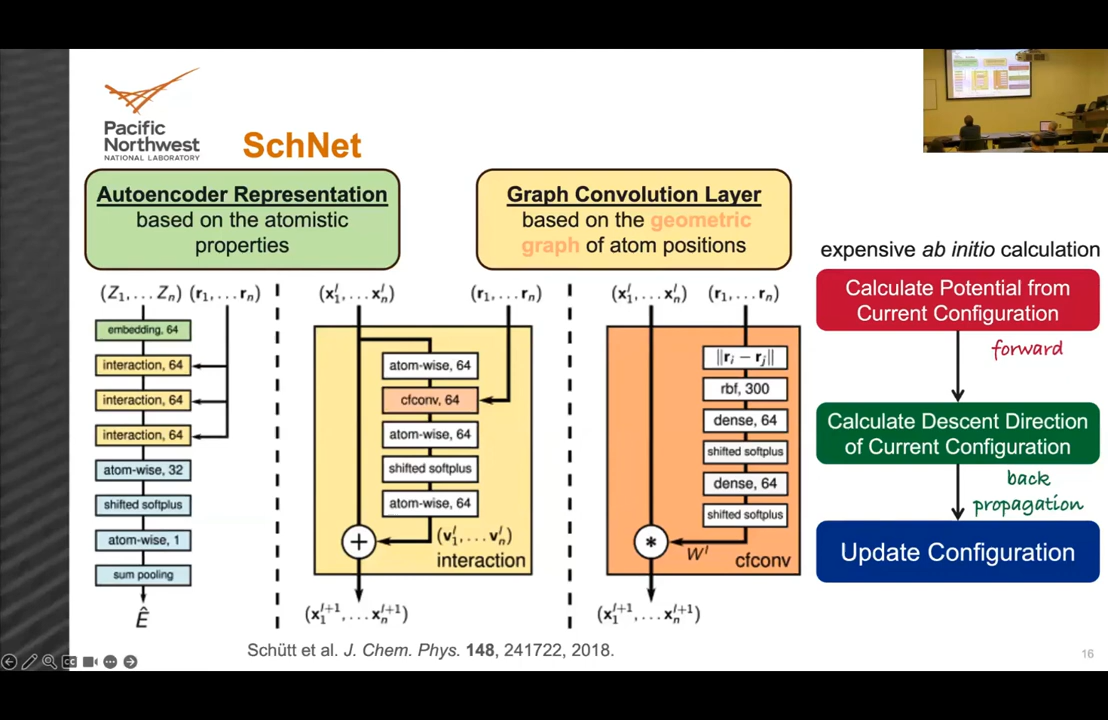 Pacific
Northwest
NATIONAL LABORATORY
SchNet
Autoencoder Representation
based on the atomistic
properties
Graph Convolution Layer
based on the geometric
graph of atom positions
(Z₁, . . . Zₙ) (r₁, . . . rₙ)
embedding, 64
interaction, 64
interaction, 64
interaction, 64
atom-wise, 32
shifted softplus
atom-wise, 1
sum pooling
Ê
(x₁ˡ, . . . xₙˡ) (r₁, . . . rₙ)
atom-wise, 64
cfconv, 64
atom-wise, 64
shifted softplus
atom-wise, 64
+
(v₁ˡ, . . . vₙˡ)
interaction
(x₁ˡ⁺¹, . . . xₙˡ⁺¹)
(x₁ˡ, . . . xₙˡ) (r₁, . . . rₙ)
||rᵢ − rⱼ||
rbf, 300
dense, 64
shifted softplus
dense, 64
shifted softplus
*
Wˡ
cfconv
(x₁ˡ⁺¹, . . . xₙˡ⁺¹)
expensive ab initio calculation
Calculate Potential from
Current Configuration
forward
Calculate Descent Direction
of Current Configuration
back
propagation
Update Configuration
Schütt et al. J. Chem. Phys. 148, 241722, 2018.
16
CC